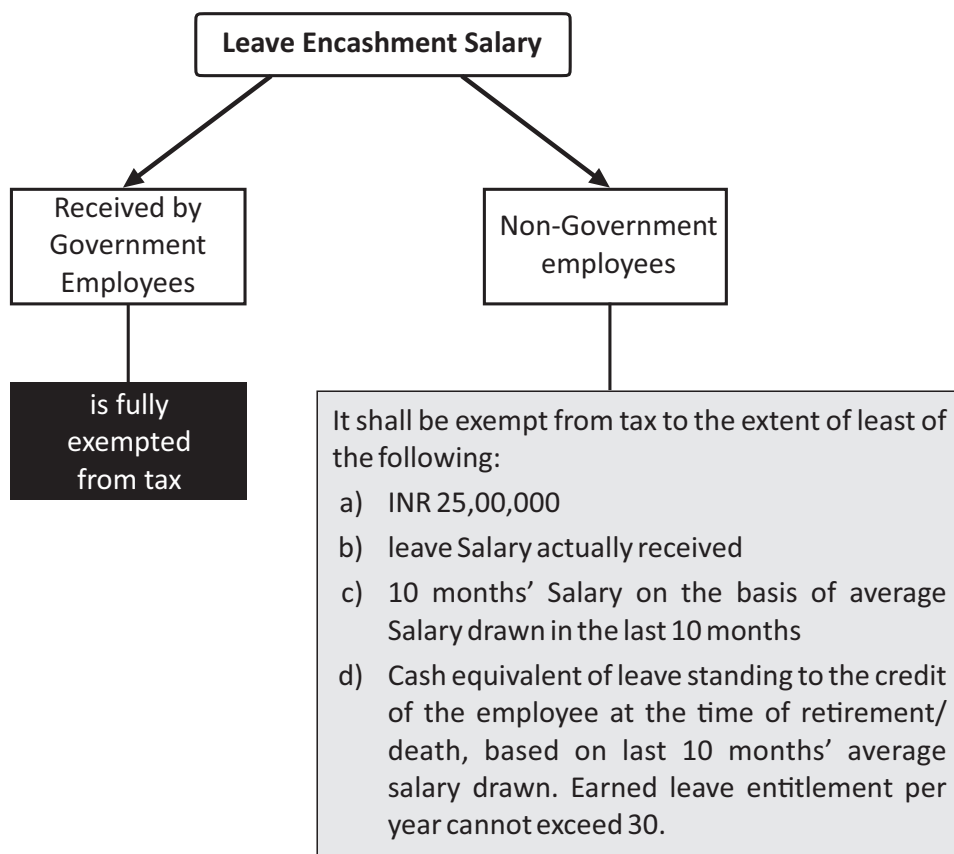 Leave Encashment Salary
Received by
Government
Employees
Non-Government
employees
is fully
exempted
from tax
It shall be exempt from tax to the extent of least of
the following:
a) INR 25,00,000
b) leave Salary actually received
c) 10 months’ Salary on the basis of average
Salary drawn in the last 10 months
d) Cash equivalent of leave standing to the credit
of the employee at the time of retirement/
death, based on last 10 months’ average
salary drawn. Earned leave entitlement per
year cannot exceed 30.